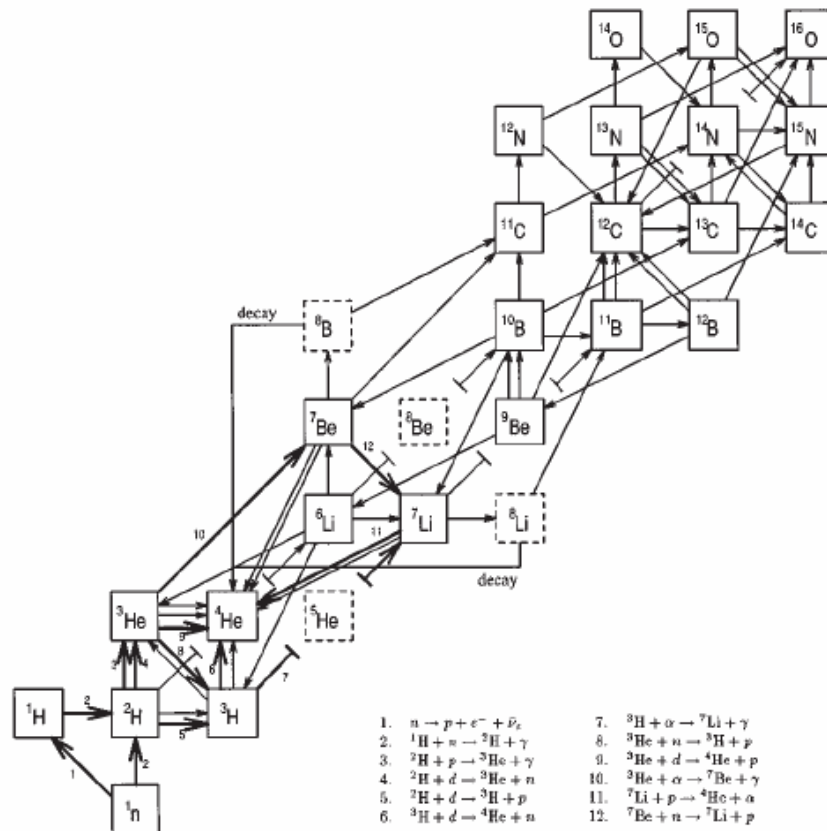 ¹⁴O ¹⁵O ¹⁶O
¹²N ¹³N ¹⁴N ¹⁵N
¹¹C ¹²C ¹³C ¹⁴C
decay
⁸B ¹⁰B ¹¹B ¹²B
⁷Be ⁸Be ⁹Be
12
10
⁶Li ⁷Li ⁸Li
11
decay
³He ⁴He ⁵He
9
8
3 4 6
7
2
¹H ²H ³H
5
1 2
¹n
1. n → p + e⁻ + ν̄ₑ
2. ¹H + n → ²H + γ
3. ²H + p → ³He + γ
4. ²H + d → ³He + n
5. ²H + d → ³H + p
6. ³H + d → ⁴He + n
7. ³H + α → ⁷Li + γ
8. ³He + n → ³H + p
9. ³He + d → ⁴He + p
10. ³He + α → ⁷Be + γ
11. ⁷Li + p → ⁴He + α
12. ⁷Be + n → ⁷Li + p